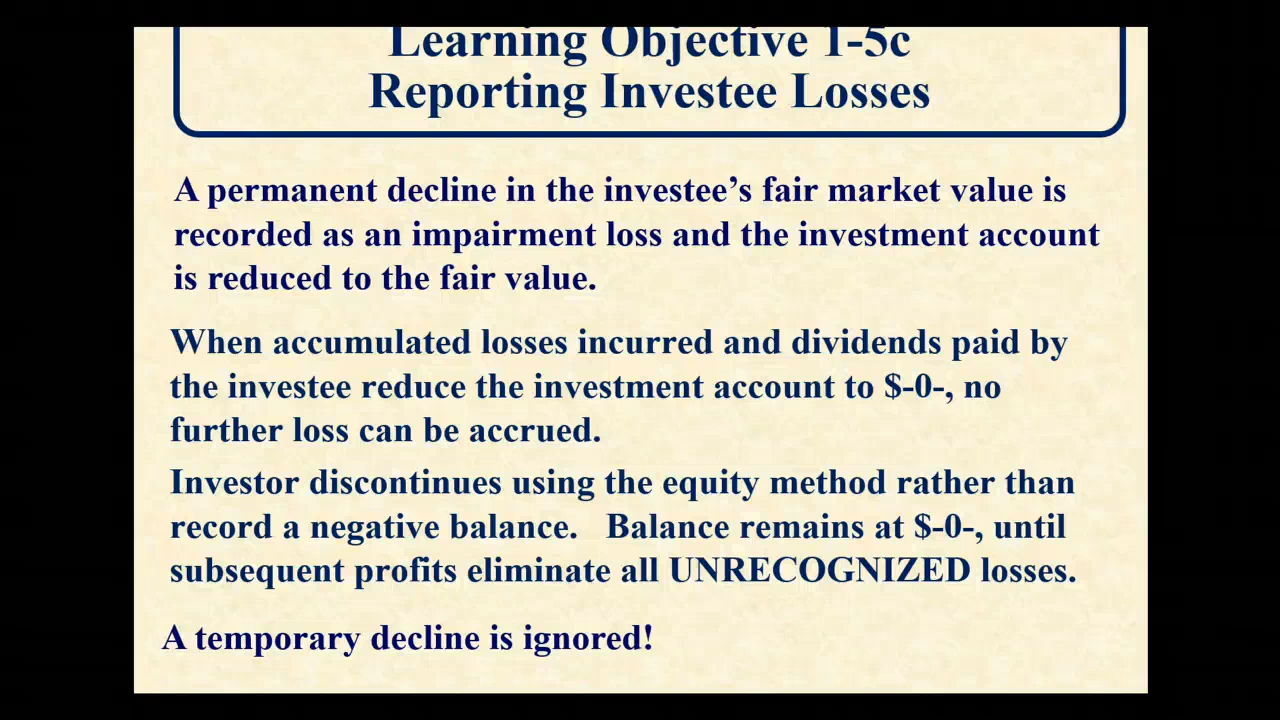 Learning Objective 1-5c
Reporting Investee Losses
A permanent decline in the investee’s fair market value is
recorded as an impairment loss and the investment account
is reduced to the fair value.
When accumulated losses incurred and dividends paid by
the investee reduce the investment account to $-0-, no
further loss can be accrued.
Investor discontinues using the equity method rather than
record a negative balance. Balance remains at $-0-, until
subsequent profits eliminate all UNRECOGNIZED losses.
A temporary decline is ignored!